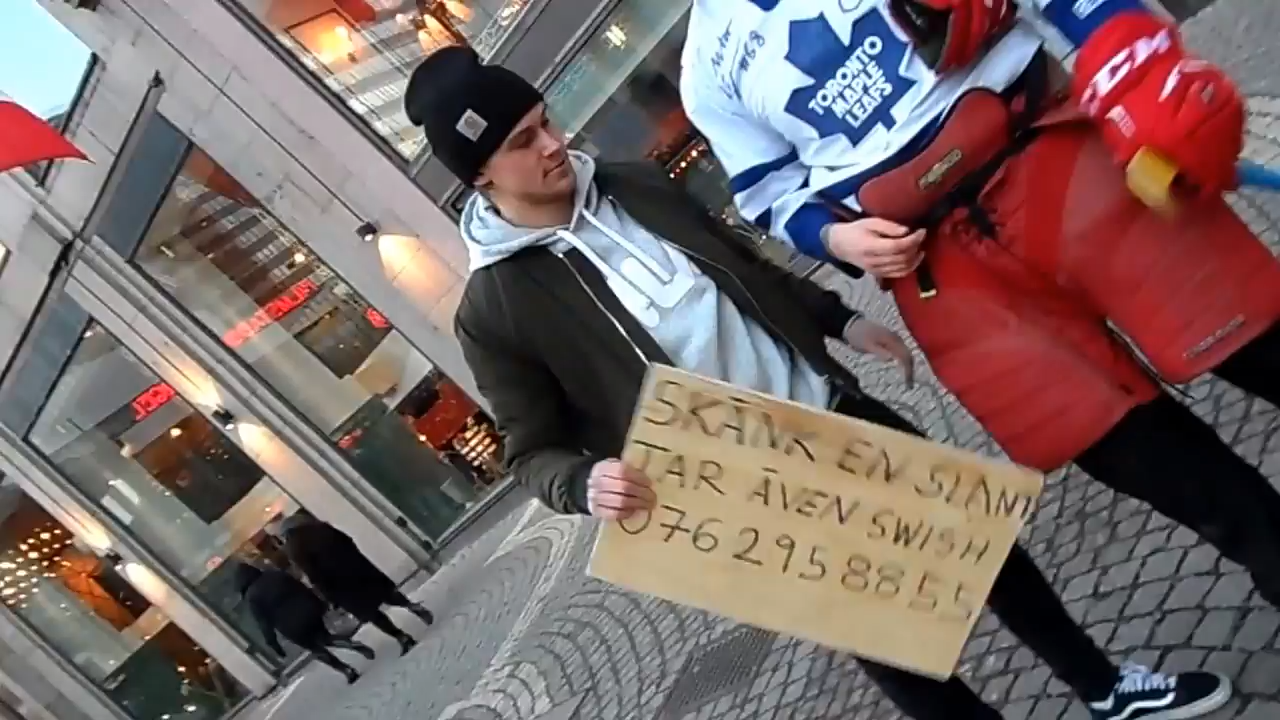 TORONTO
MAPLE
LEAFS
CCM
SKÄNK EN SLANT
TAR ÄVEN SWISH
0762958855